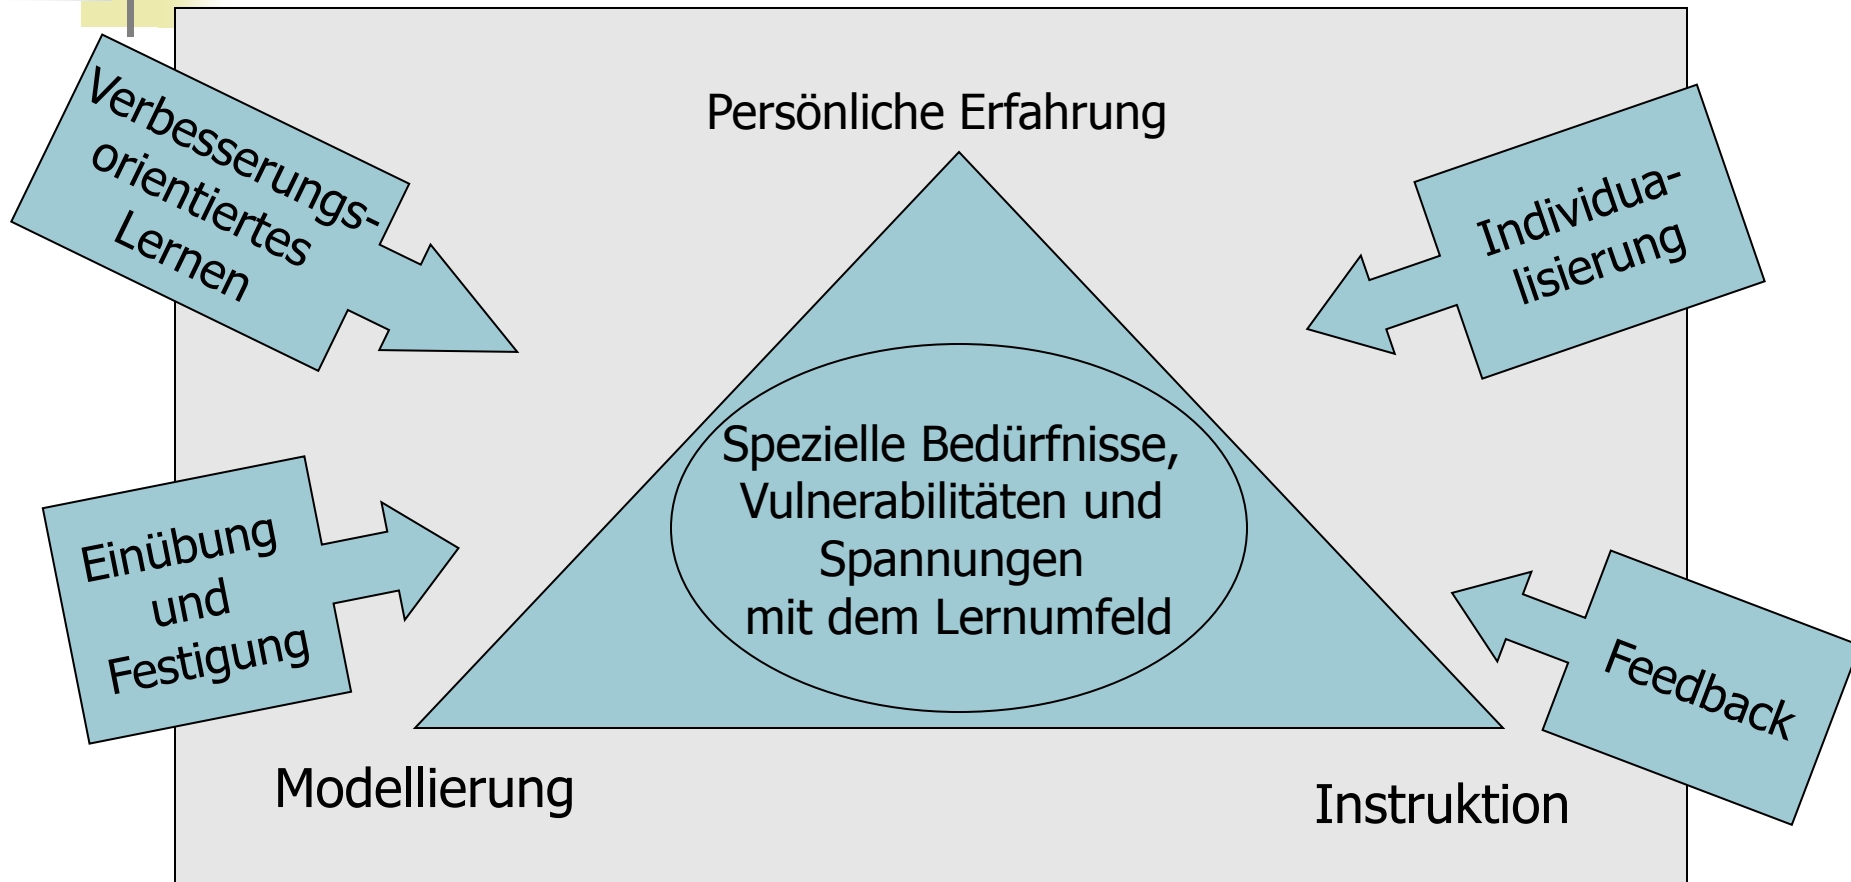 Verbesserungs-
orientiertes
Lernen
Persönliche Erfahrung
Individua-
lisierung
Spezielle Bedürfnisse,
Vulnerabilitäten und
Spannungen
mit dem Lernumfeld
Einübung
und
Festigung
Feedback
Modellierung
Instruktion